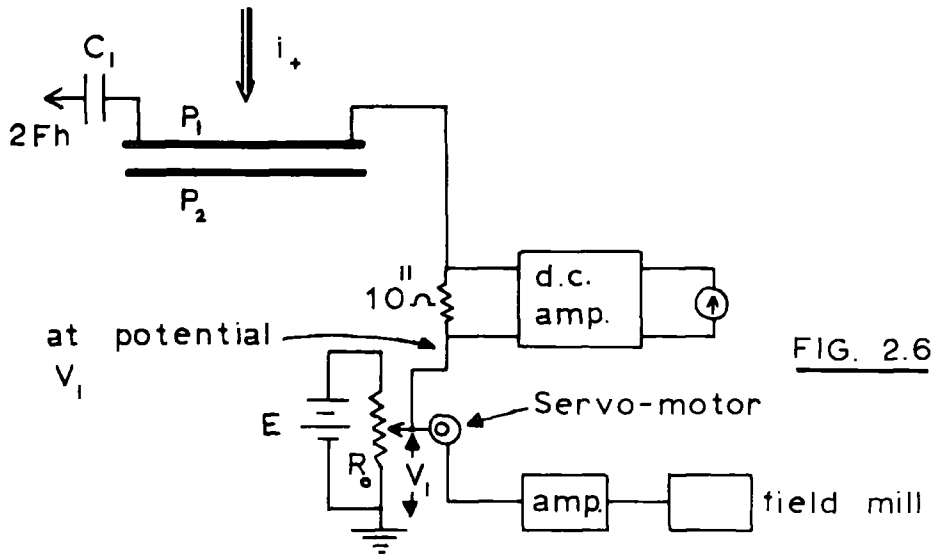 C₁
i₊
2Fh
P₁
P₂
10¹¹Ω
d.c.
amp.
at potential
V₁
FIG. 2.6
Servo-motor
E
R₀
V₁
amp.
field mill